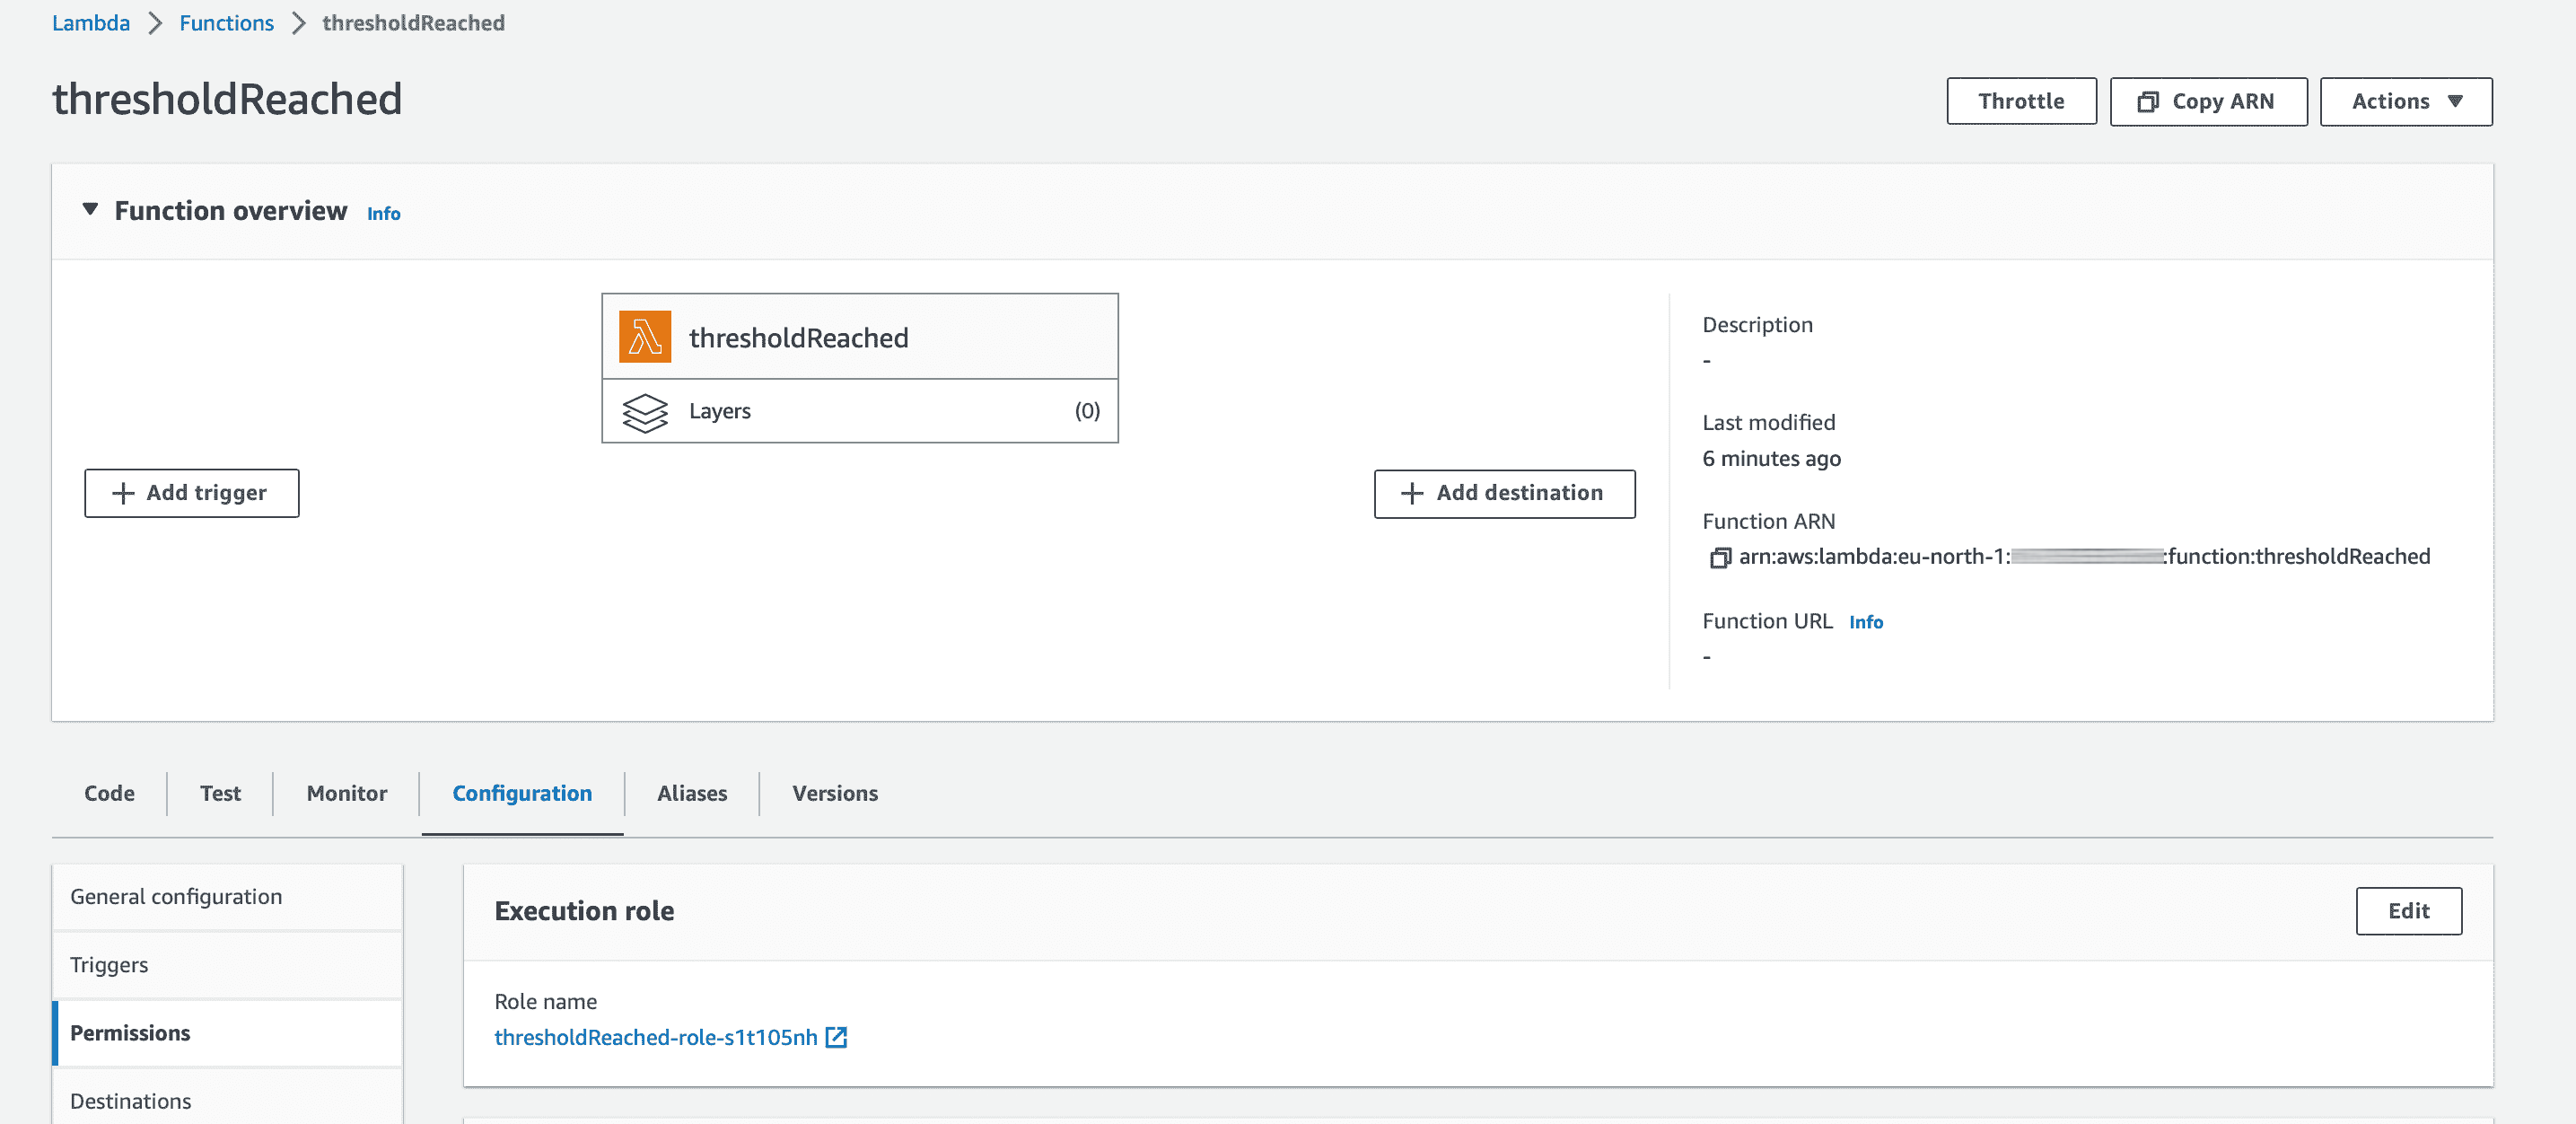 Lambda > Functions > thresholdReached
thresholdReached
Throttle
Copy ARN
Actions
Function overview Info
thresholdReached
Layers (0)
Add trigger
Add destination
Description
-
Last modified
6 minutes ago
Function ARN
arn:aws:lambda:eu-north-1: :function:thresholdReached
Function URL Info
-
Code
Test
Monitor
Configuration
Aliases
Versions
General configuration
Triggers
Permissions
Destinations
Execution role
Edit
Role name
thresholdReached-role-s1t105nh